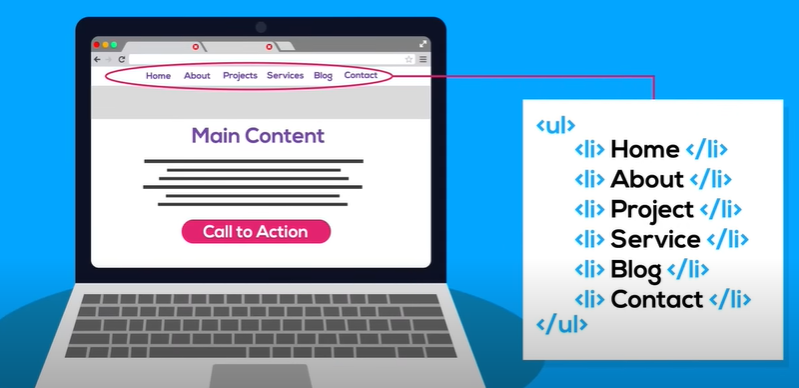 Home About Projects Services Blog Contact
Main Content
Call to Action
<ul>
<li> Home </li>
<li> About </li>
<li> Project </li>
<li> Service </li>
<li> Blog </li>
<li> Contact </li>
</ul>